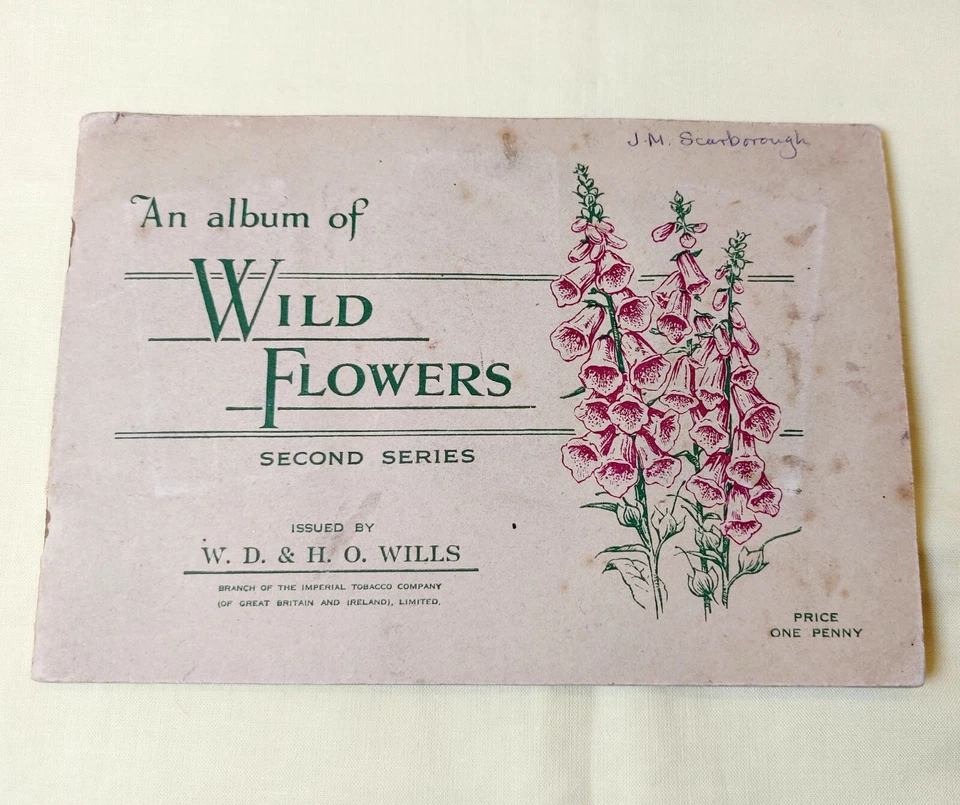 J.M. Scarborough
An album of
WILD
FLOWERS
SECOND SERIES
ISSUED BY
W. D. & H. O. WILLS
BRANCH OF THE IMPERIAL TOBACCO COMPANY
(OF GREAT BRITAIN AND IRELAND), LIMITED.
PRICE
ONE PENNY